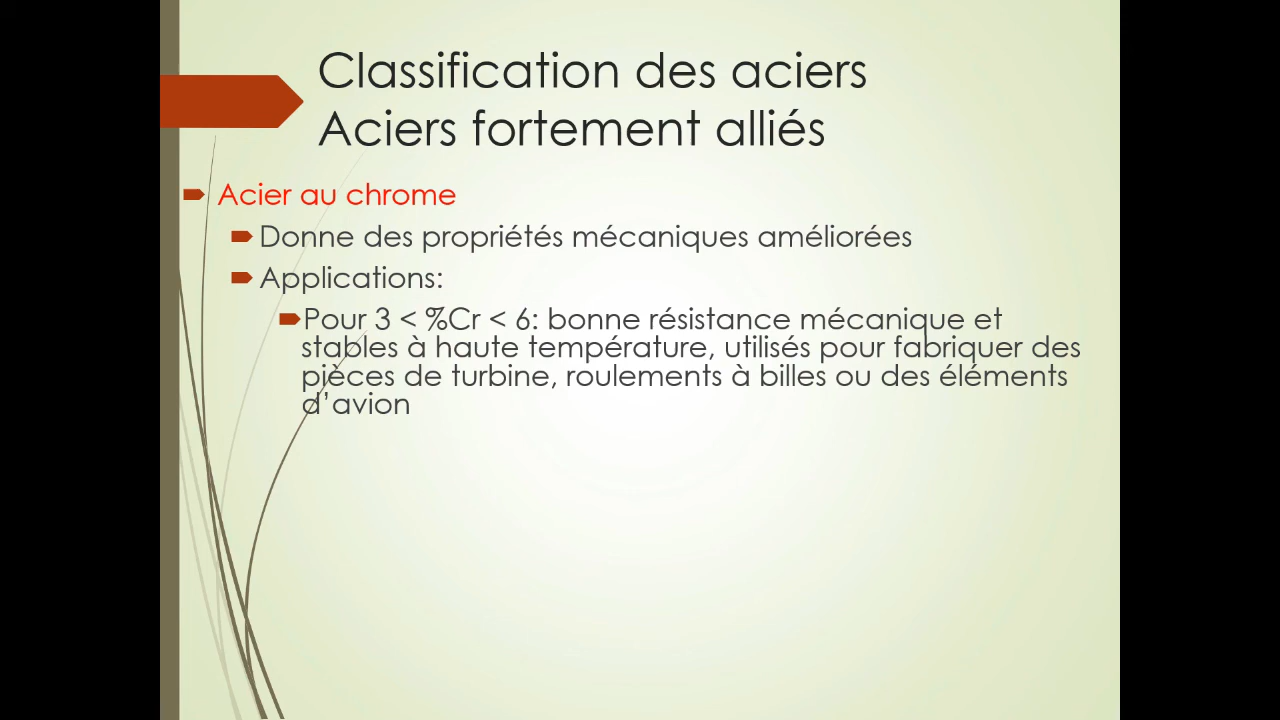 Classification des aciers
Aciers fortement alliés
Acier au chrome
Donne des propriétés mécaniques améliorées
Applications:
Pour 3 < %Cr < 6: bonne résistance mécanique et
stables à haute température, utilisés pour fabriquer des
pièces de turbine, roulements à billes ou des éléments
d’avion